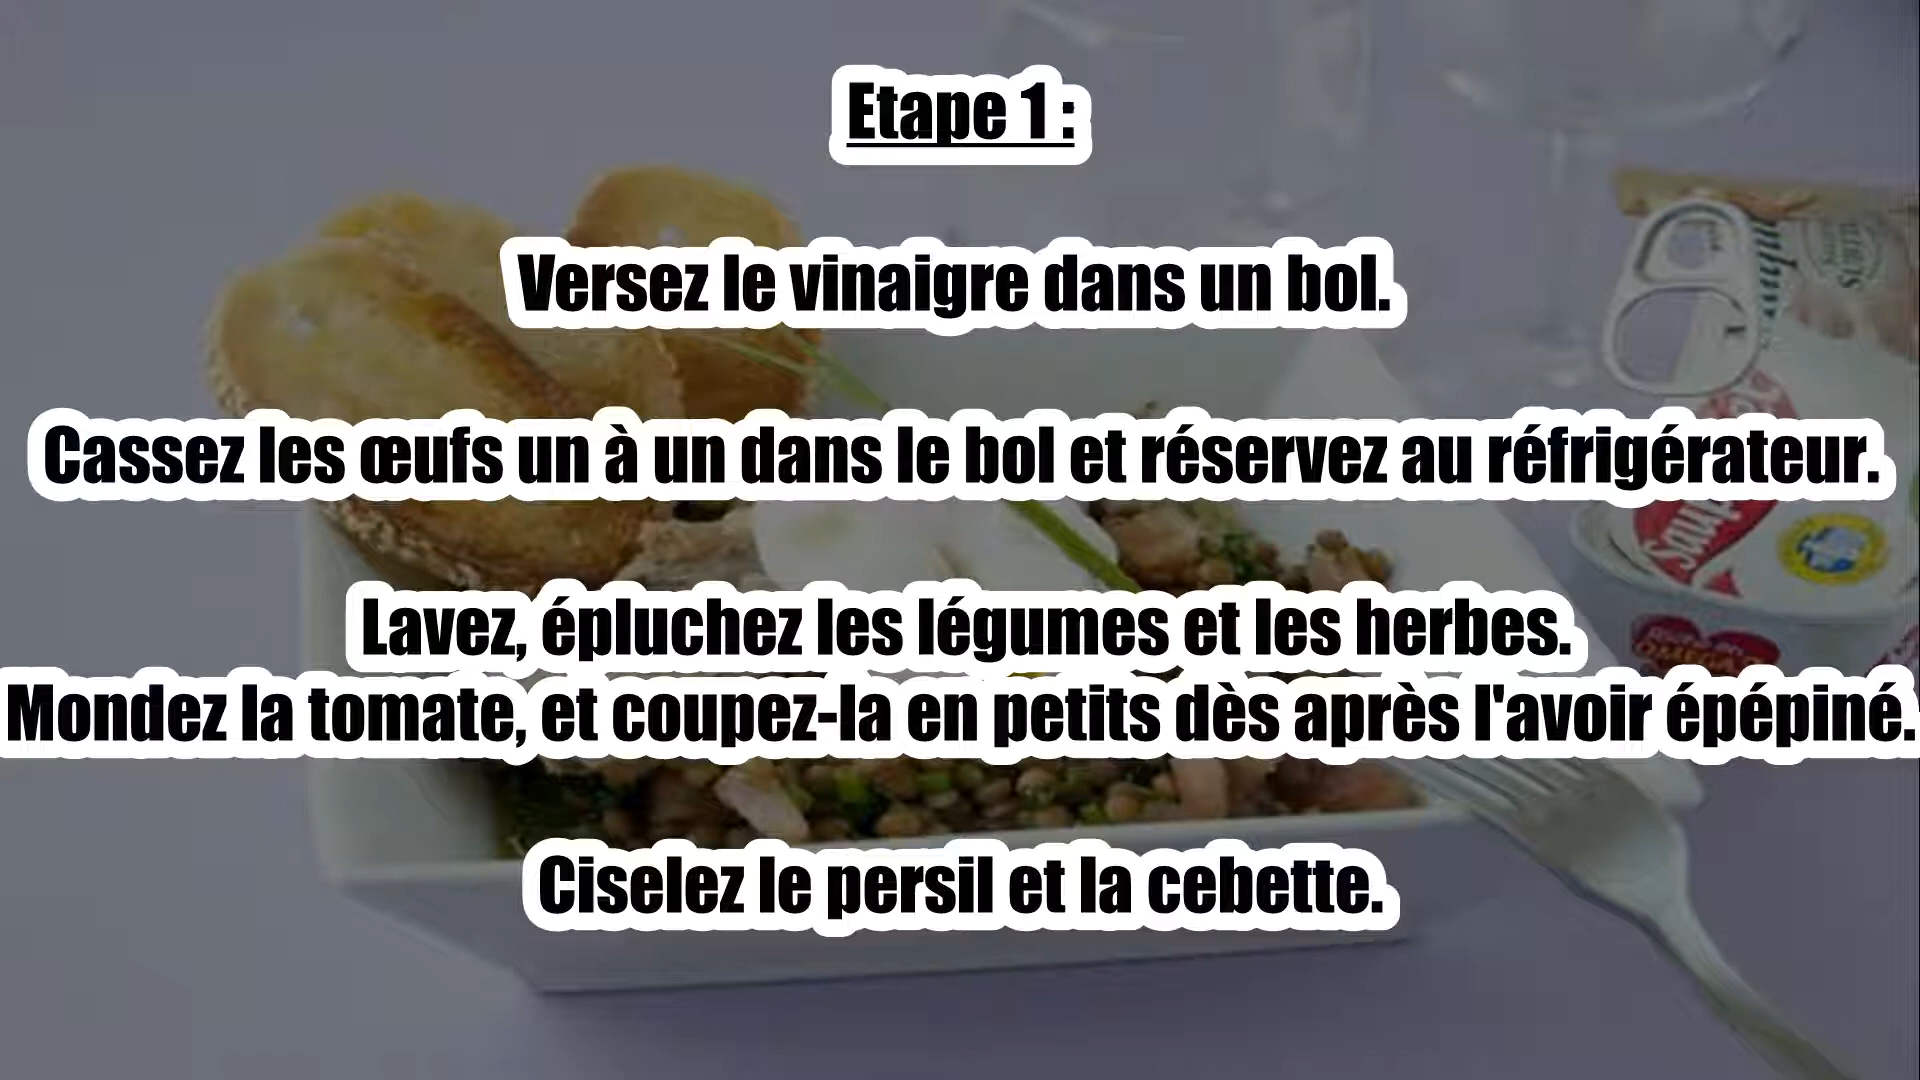 Etape 1 :
Versez le vinaigre dans un bol.
Cassez les œufs un à un dans le bol et réservez au réfrigérateur.
Lavez, épluchez les légumes et les herbes.
Mondez la tomate, et coupez-la en petits dès après l'avoir épépiné.
Ciselez le persil et la cebette.